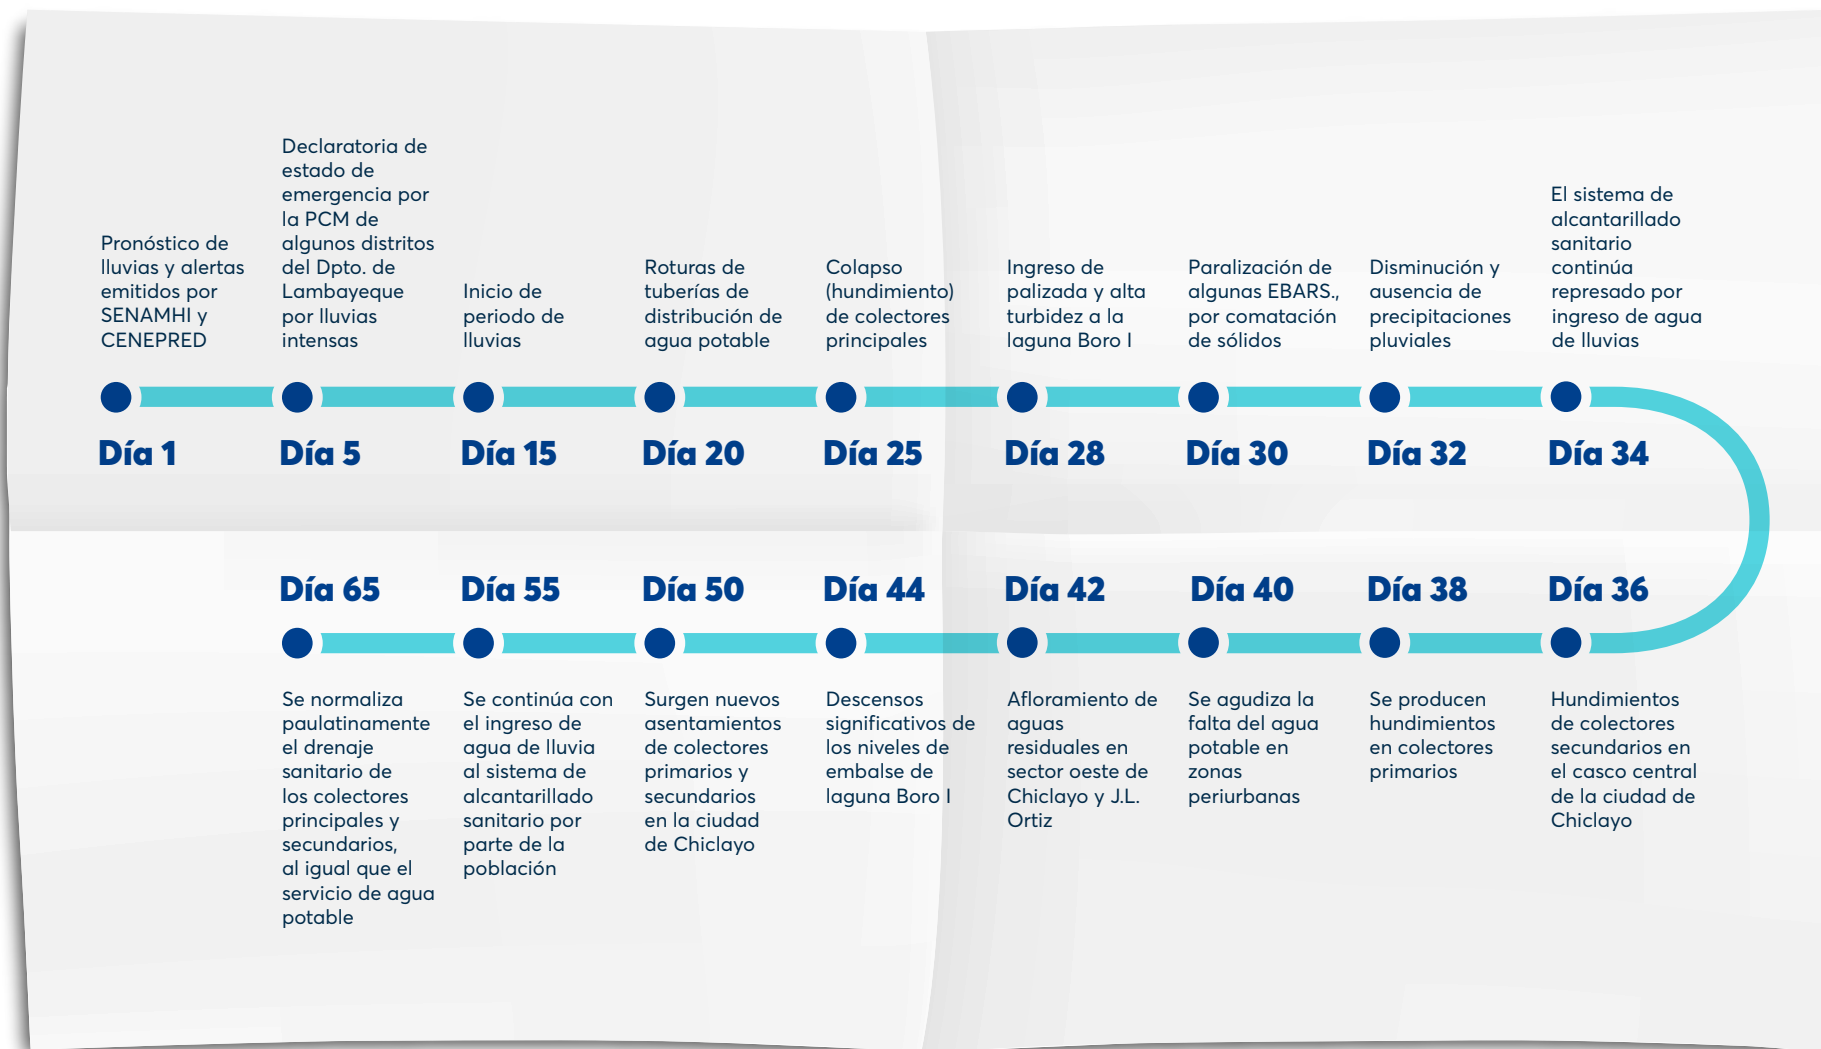 Pronóstico de
lluvias y alertas
emitidos por
SENAMHI y
CENEPRED
Día 1
Declaratoria de
estado de
emergencia por
la PCM de
algunos distritos
del Dpto. de
Lambayeque
por lluvias
intensas
Día 5
Inicio de
periodo de
lluvias
Día 15
Roturas de
tuberías de
distribución de
agua potable
Día 20
Colapso
(hundimiento)
de colectores
principales
Día 25
Ingreso de
palizada y alta
turbidez a la
laguna Boro I
Día 28
Paralización de
algunas EBARS.,
por comatación
de sólidos
Día 30
Disminución y
ausencia de
precipitaciones
pluviales
Día 32
El sistema de
alcantarillado
sanitario
continúa
represado por
ingreso de agua
de lluvias
Día 34
Día 36
Hundimientos
de colectores
secundarios en
el casco central
de la ciudad de
Chiclayo
Día 38
Se producen
hundimientos
en colectores
primarios
Día 40
Se agudiza la
falta del agua
potable en
zonas
periurbanas
Día 42
Afloramiento de
aguas
residuales en
sector oeste de
Chiclayo y J.L.
Ortiz
Día 44
Descensos
significativos de
los niveles de
embalse de
laguna Boro I
Día 50
Surgen nuevos
asentamientos
de colectores
primarios y
secundarios
en la ciudad
de Chiclayo
Día 55
Se continúa con
el ingreso de
agua de lluvia
al sistema de
alcantarillado
sanitario por
parte de la
población
Día 65
Se normaliza
paulatinamente
el drenaje
sanitario de
los colectores
principales y
secundarios,
al igual que el
servicio de agua
potable